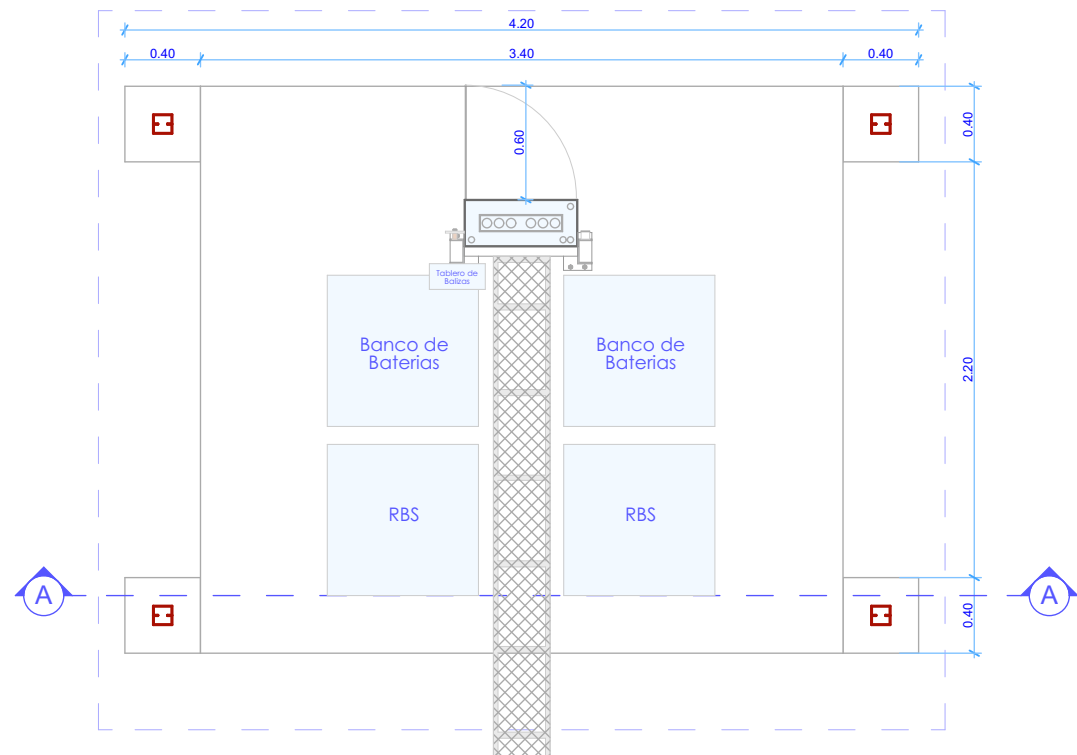 4.20
0.40
3.40
0.40
0.60
0.40
Tablero de
Balizas
Banco de
Baterias
Banco de
Baterias
2.20
RBS
RBS
A
A
0.40